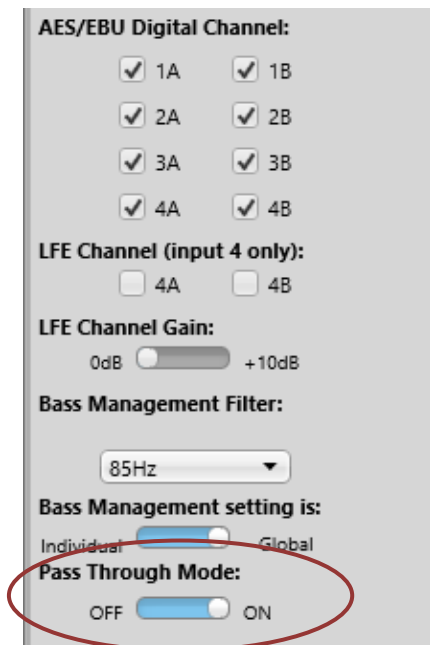 AES/EBU Digital Channel:
1A 1B
2A 2B
3A 3B
4A 4B
LFE Channel (input 4 only):
4A 4B
LFE Channel Gain:
0dB +10dB
Bass Management Filter:
85Hz
Bass Management setting is:
Individual Global
Pass Through Mode:
OFF ON